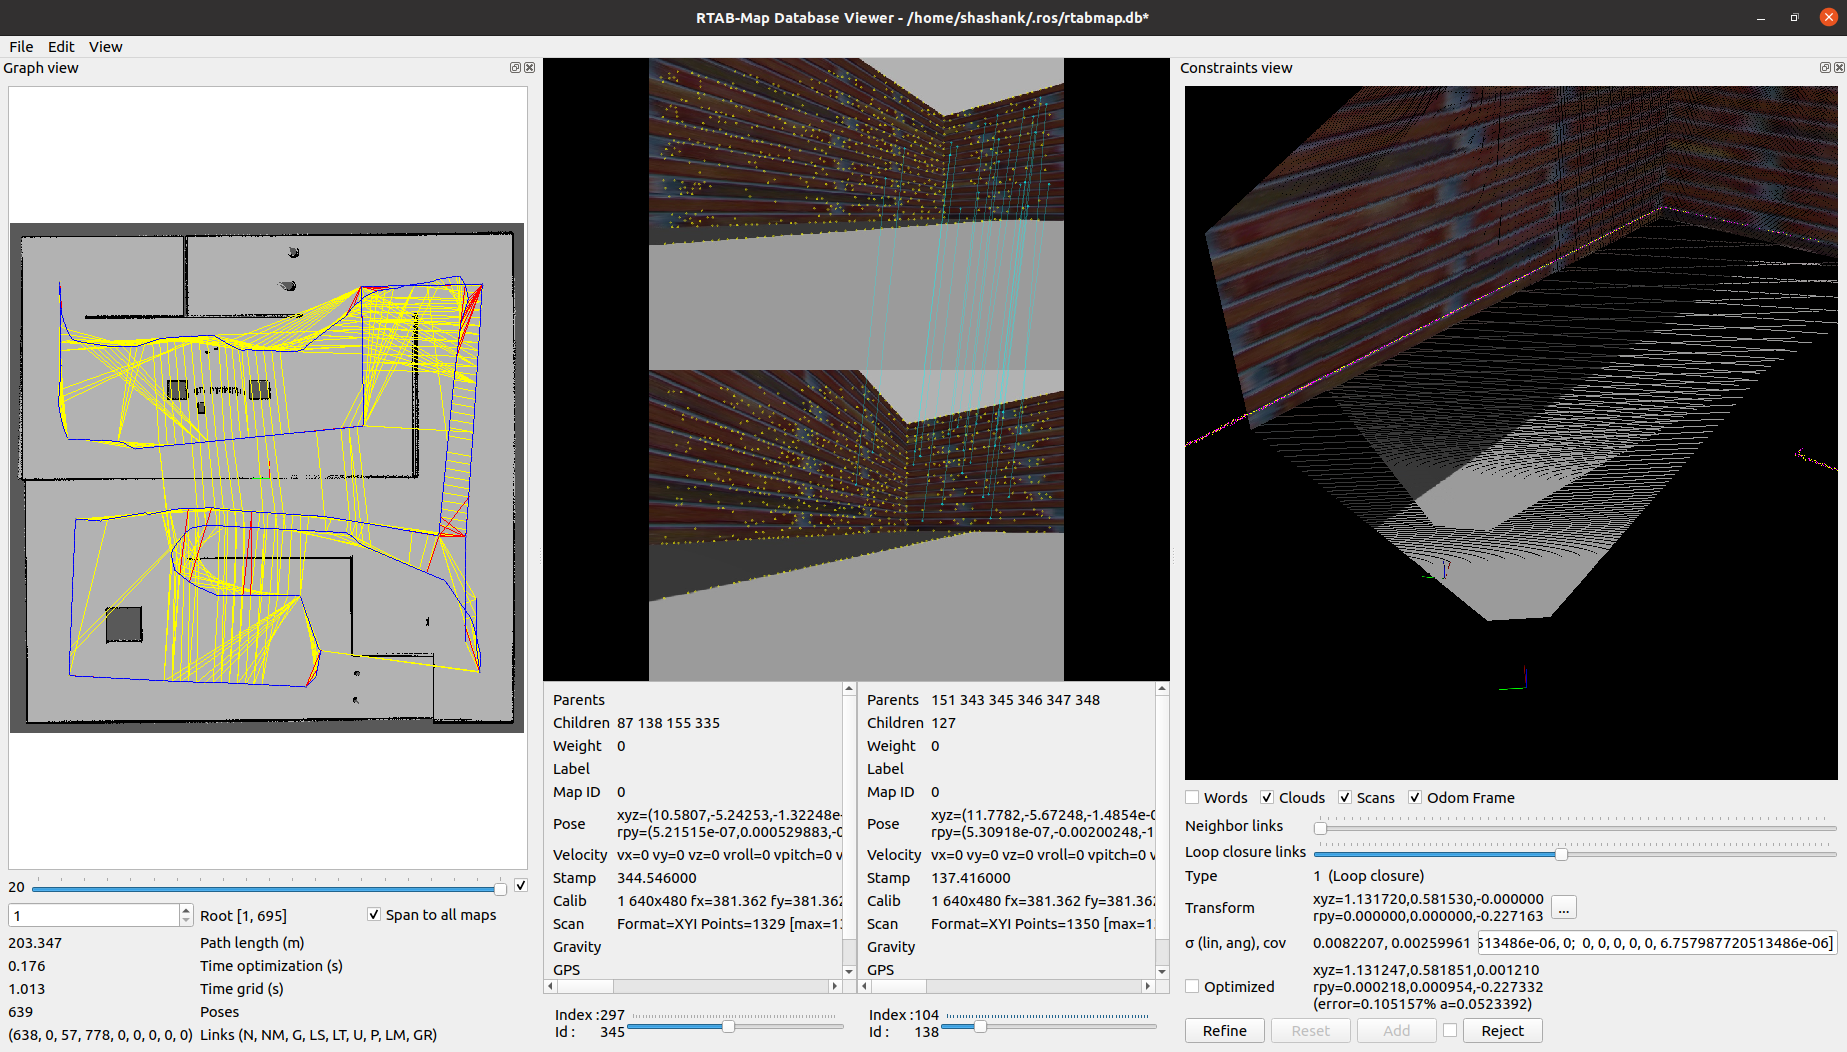 RTAB-Map Database Viewer - /home/shashank/.ros/rtabmap.db*
File Edit View
Graph view
20
1
Root [1, 695]
Span to all maps
203.347 Path length (m)
0.176 Time optimization (s)
1.013 Time grid (s)
639 Poses
(638, 0, 57, 778, 0, 0, 0, 0, 0) Links (N, NM, G, LS, LT, U, P, LM, GR)
Parents
Children 87 138 155 335
Weight 0
Label
Map ID 0
Pose xyz=(10.5807,-5.24253,-1.32248e-
rpy=(5.21515e-07,0.000529883,-0
Velocity vx=0 vy=0 vz=0 vroll=0 vpitch=0 v
Stamp 344.546000
Calib 1 640x480 fx=381.362 fy=381.362
Scan Format=XYI Points=1329 [max=1
Gravity
GPS
Index :297
Id : 345
Parents 151 343 345 346 347 348
Children 127
Weight 0
Label
Map ID 0
Pose xyz=(11.7782,-5.67248,-1.4854e-0
rpy=(5.30918e-07,-0.00200248,-1
Velocity vx=0 vy=0 vz=0 vroll=0 vpitch=0 v
Stamp 137.416000
Calib 1 640x480 fx=381.362 fy=381.362
Scan Format=XYI Points=1350 [max=1
Gravity
GPS
Index :104
Id : 138
Constraints view
Words Clouds Scans Odom Frame
Neighbor links
Loop closure links
Type 1 (Loop closure)
Transform xyz=1.131720,0.581530,-0.000000
rpy=0.000000,0.000000,-0.227163
...
σ (lin, ang), cov 0.0082207, 0.00259961 513486e-06, 0; 0, 0, 0, 0, 0, 6.757987720513486e-06]
Optimized xyz=1.131247,0.581851,0.001210
rpy=0.000218,0.000954,-0.227332
(error=0.105157% a=0.0523392)
Refine Reset Add Reject